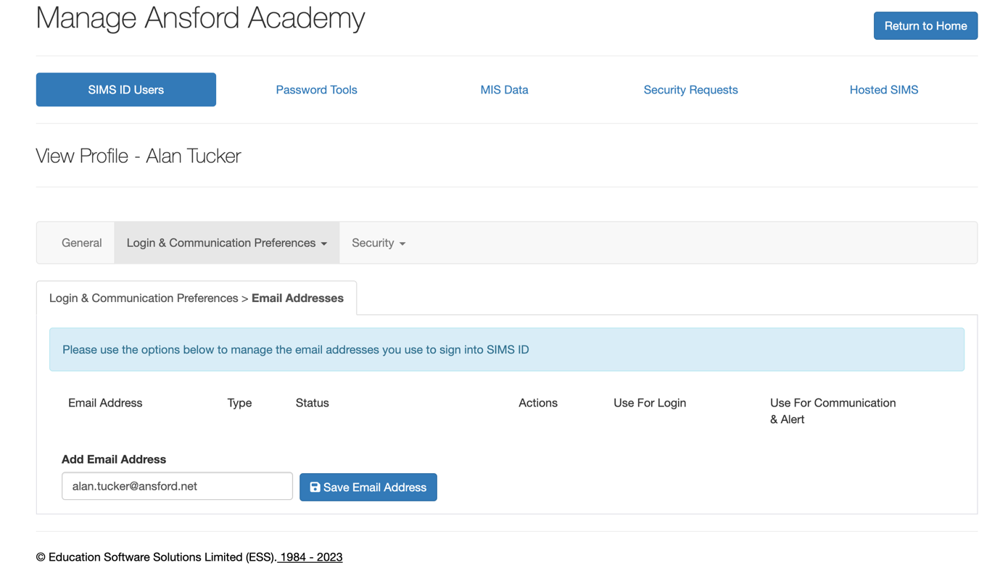 Manage Ansford Academy
Return to Home
SIMS ID Users
Password Tools
MIS Data
Security Requests
Hosted SIMS
View Profile - Alan Tucker
General
Login & Communication Preferences
Security
Login & Communication Preferences > Email Addresses
Please use the options below to manage the email addresses you use to sign into SIMS ID
Email Address
Type
Status
Actions
Use For Login
Use For Communication
& Alert
Add Email Address
alan.tucker@ansford.net
Save Email Address
© Education Software Solutions Limited (ESS). 1984 - 2023